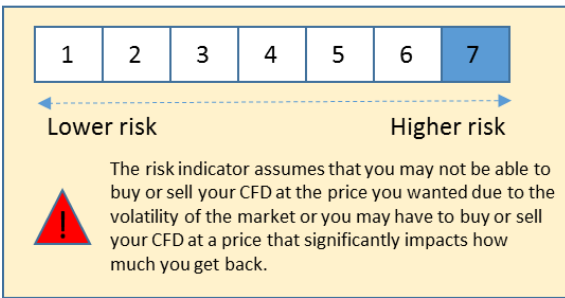 1 2 3 4 5 6 7
Lower risk Higher risk
The risk indicator assumes that you may not be able to
buy or sell your CFD at the price you wanted due to the
volatility of the market or you may have to buy or sell
your CFD at a price that significantly impacts how
much you get back.
!